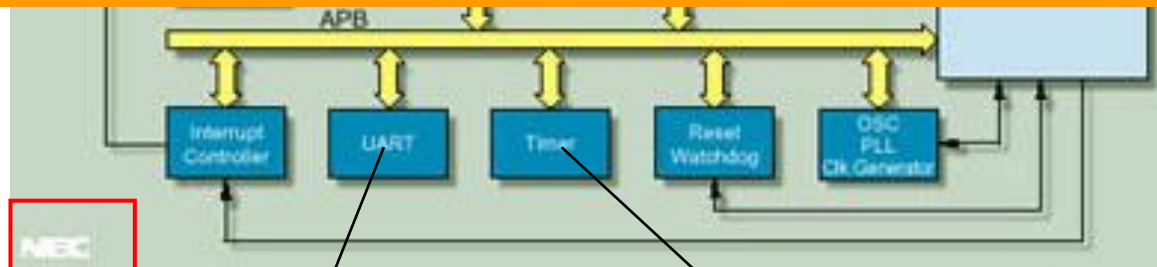 APB
Interrupt
Controller
UART
Timer
Reset
Watchdog
OSC
PLL
Clk Generator
NEC